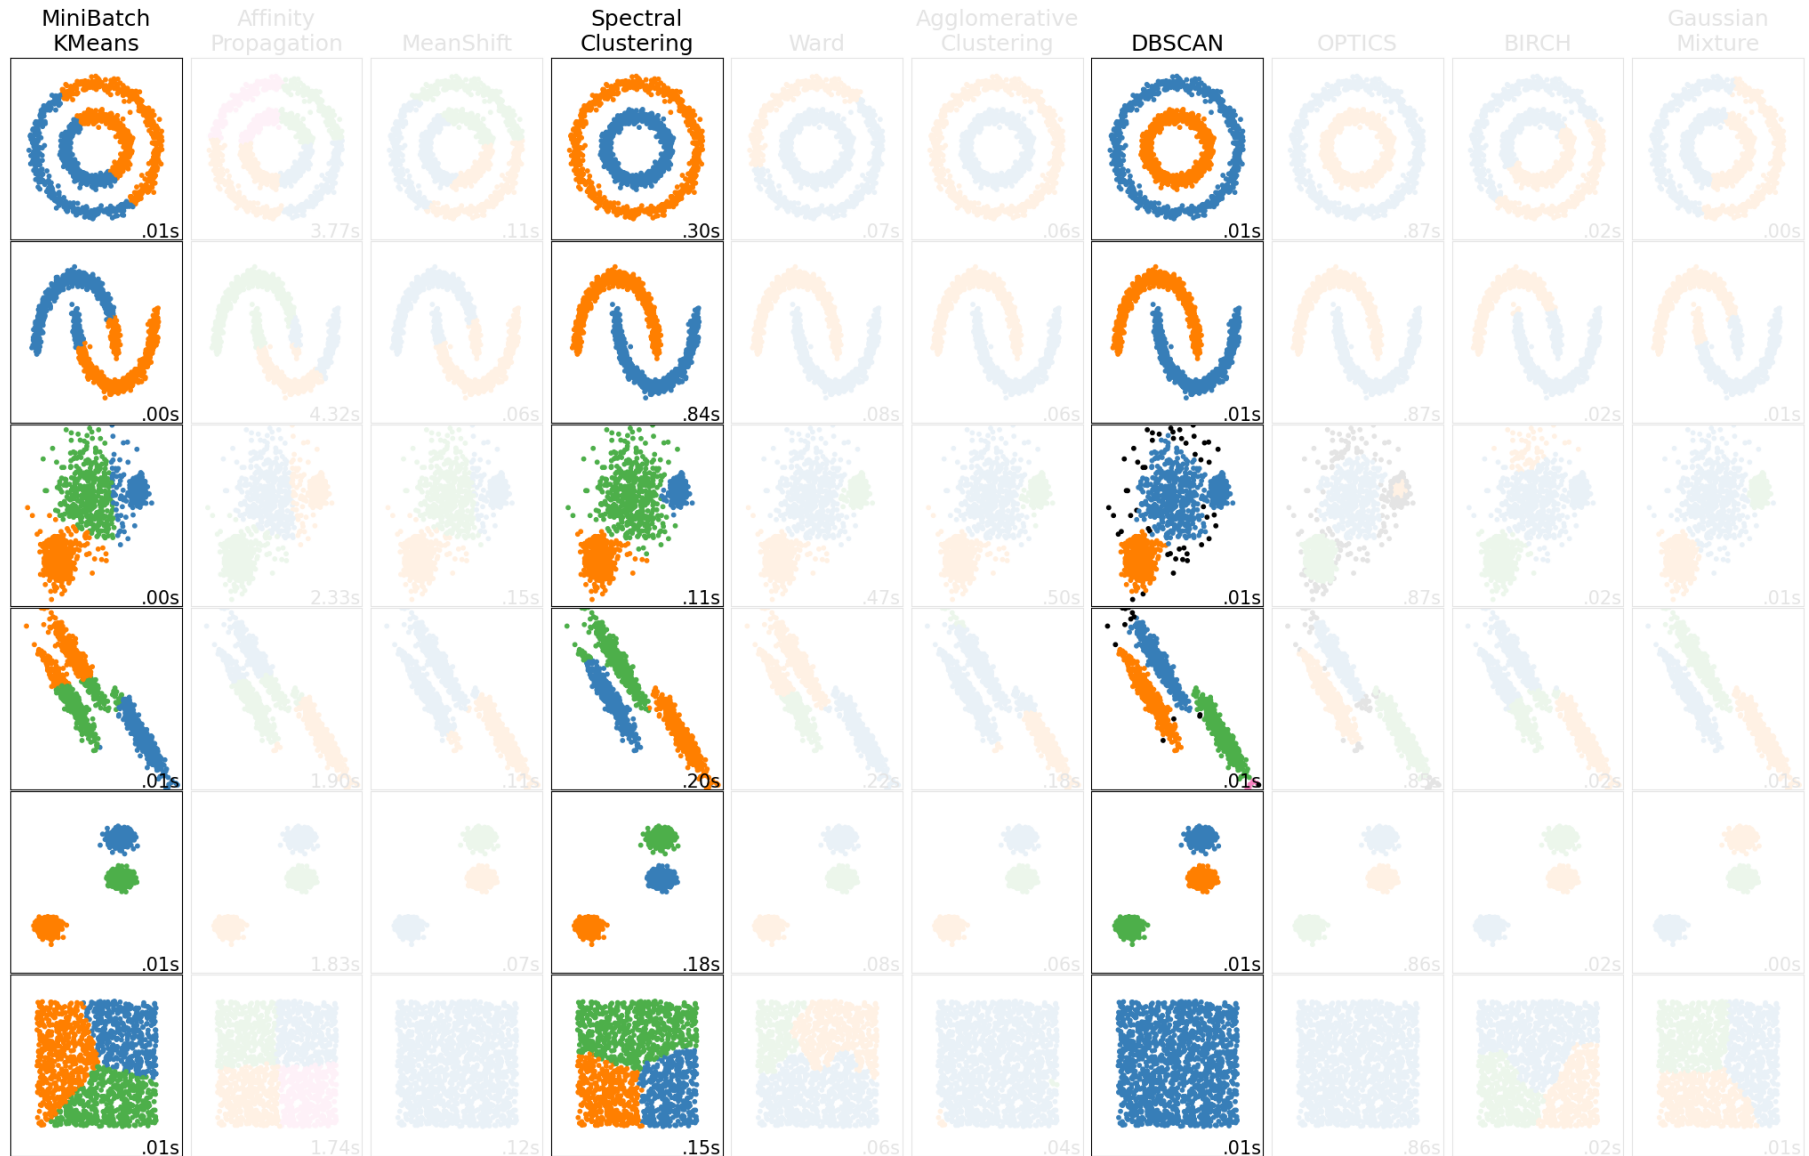 MiniBatch
KMeans
Affinity
Propagation
MeanShift
Spectral
Clustering
Ward
Agglomerative
Clustering
DBSCAN
OPTICS
BIRCH
Gaussian
Mixture
.01s 3.77s .11s .30s .07s .06s .01s .87s .02s .00s
.00s 4.32s .06s .84s .08s .06s .01s .87s .02s .01s
.00s 2.33s .15s .11s .47s .50s .01s .87s .02s .01s
.01s 1.90s .11s .20s .22s .18s .01s .02s .01s
.01s 1.83s .07s .18s .08s .06s .01s .86s .02s .00s
.01s 1.74s .12s .15s .06s .04s .01s .86s .02s .01s